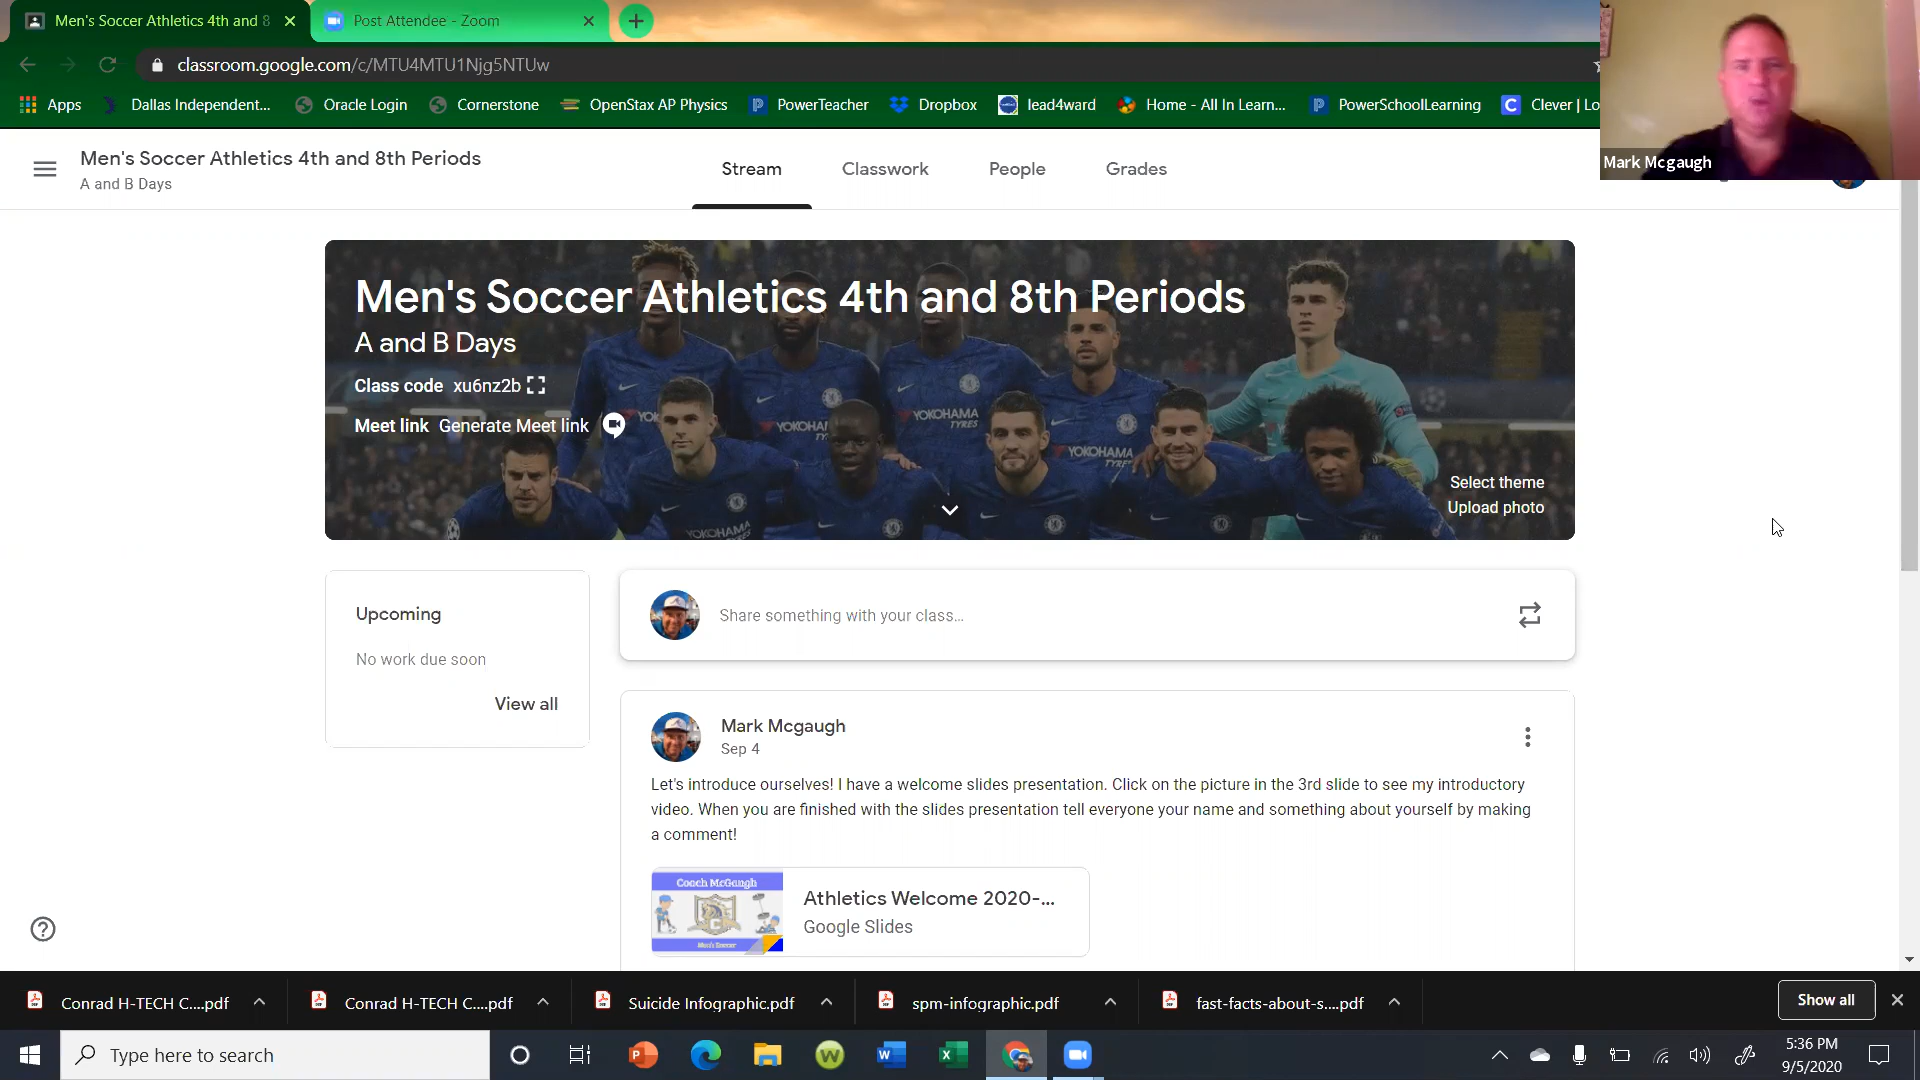 Men's Soccer Athletics 4th and 8
Post Attendee - Zoom
classroom.google.com/c/MTU4MTU1Njg5NTUw
Apps
Dallas Independent...
Oracle Login
Cornerstone
OpenStax AP Physics
PowerTeacher
Dropbox
lead4ward
Home - All In Learn...
PowerSchoolLearning
Clever | Lo
Mark Mcgaugh
Men's Soccer Athletics 4th and 8th Periods
A and B Days
Stream
Classwork
People
Grades
Men's Soccer Athletics 4th and 8th Periods
A and B Days
Class code xu6nz2b
Meet link Generate Meet link
YOKOHAMA
TYRES
YOKOHAMA
YOKOHAMA
Select theme
Upload photo
Upcoming
No work due soon
View all
Share something with your class...
Mark Mcgaugh
Sep 4
Let's introduce ourselves! I have a welcome slides presentation. Click on the picture in the 3rd slide to see my introductory
video. When you are finished with the slides presentation tell everyone your name and something about yourself by making
a comment!
Coach McGaugh
Men's Soccer
Athletics Welcome 2020-...
Google Slides
Conrad H-TECH C....pdf
Conrad H-TECH C....pdf
Suicide Infographic.pdf
spm-infographic.pdf
fast-facts-about-s....pdf
Show all
Type here to search
5:36 PM
9/5/2020